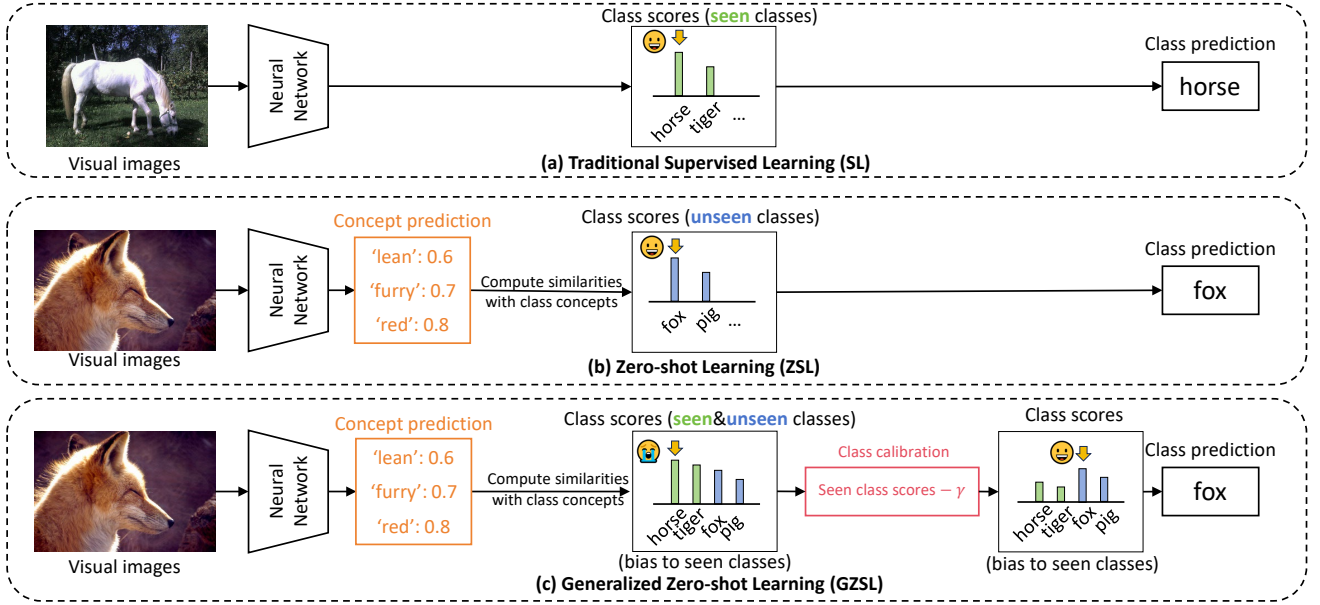 Class scores (seen classes)
Neural
Network
horse
tiger
...
Class prediction
horse
Visual images
(a) Traditional Supervised Learning (SL)
Concept prediction
Class scores (unseen classes)
Neural
Network
'lean': 0.6
'furry': 0.7
'red': 0.8
Compute similarities
with class concepts
fox
pig
...
Class prediction
fox
Visual images
(b) Zero-shot Learning (ZSL)
Concept prediction
Class scores (seen&unseen classes)
Class scores
Neural
Network
'lean': 0.6
'furry': 0.7
'red': 0.8
Compute similarities
with class concepts
horse
tiger
fox
pig
(bias to seen classes)
Class calibration
Seen class scores − γ
horse
tiger
fox
pig
(bias to seen classes)
Class prediction
fox
Visual images
(c) Generalized Zero-shot Learning (GZSL)